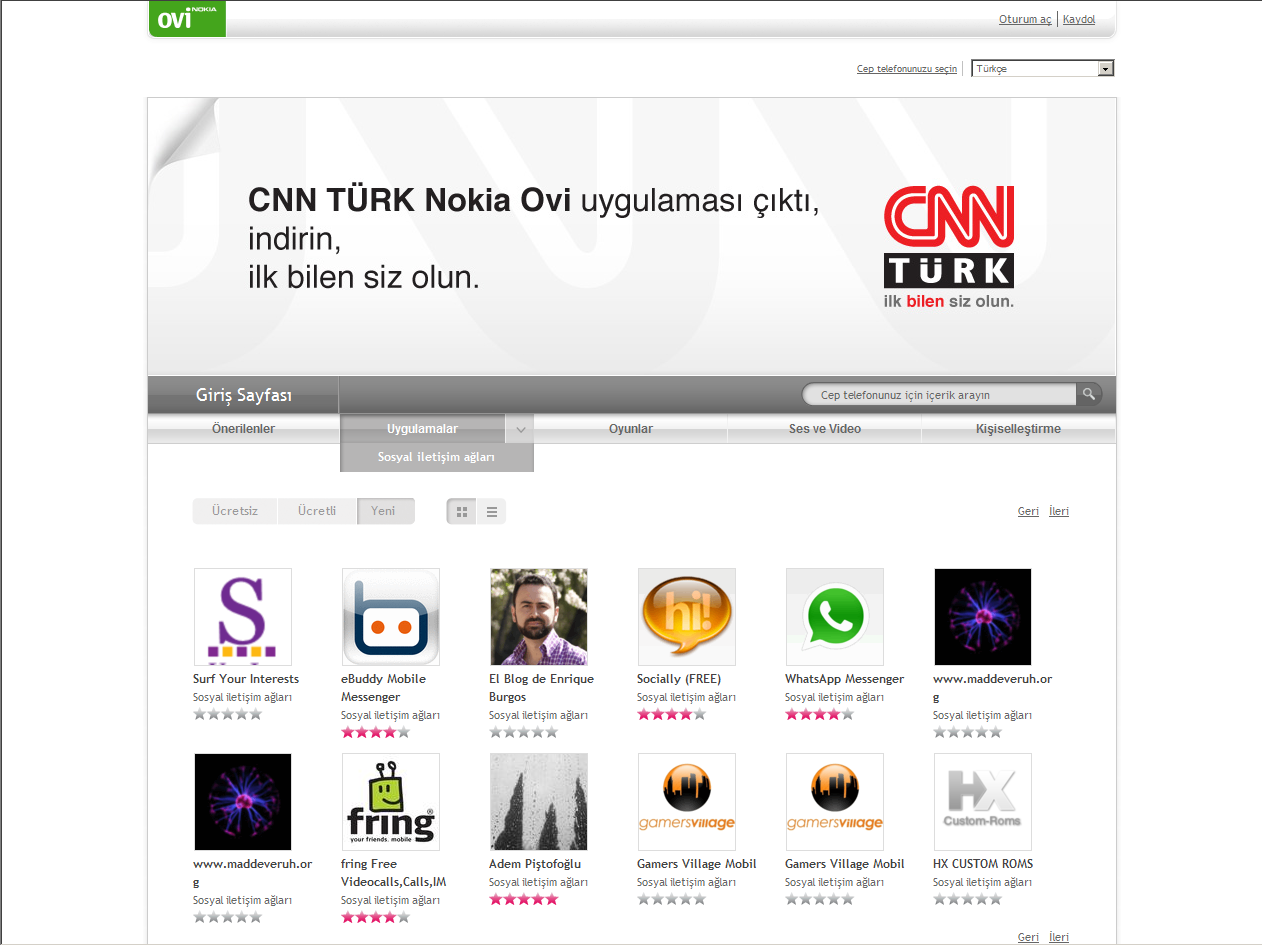 ovi NOKIA
Oturum aç Kaydol
Cep telefonunuzu seçin Türkçe
CNN TÜRK Nokia Ovi uygulaması çıktı,
indirin,
ilk bilen siz olun.
CNN
TÜRK
ilk bilen siz olun.
Giriş Sayfası
Cep telefonunuz için içerik arayın
Önerilenler Uygulamalar Oyunlar Ses ve Video Kişiselleştirme
Sosyal iletişim ağları
Ücretsiz Ücretli Yeni
Geri İleri
S
b
hi!
Surf Your Interests
Sosyal iletişim ağları
eBuddy Mobile
Messenger
Sosyal iletişim ağları
El Blog de Enrique
Burgos
Sosyal iletişim ağları
Socially (FREE)
Sosyal iletişim ağları
WhatsApp Messenger
Sosyal iletişim ağları
www.maddeveruh.or
g
Sosyal iletişim ağları
www.maddeveruh.or
g
Sosyal iletişim ağları
fring
your friends. mobile
fring Free
Videocalls,Calls,IM
Sosyal iletişim ağları
Adem Piştofoğlu
Sosyal iletişim ağları
gamersvillage
Gamers Village Mobil
Sosyal iletişim ağları
gamersvillage
Gamers Village Mobil
Sosyal iletişim ağları
HX
Custom-Roms
HX CUSTOM ROMS
Sosyal iletişim ağları
Geri İleri